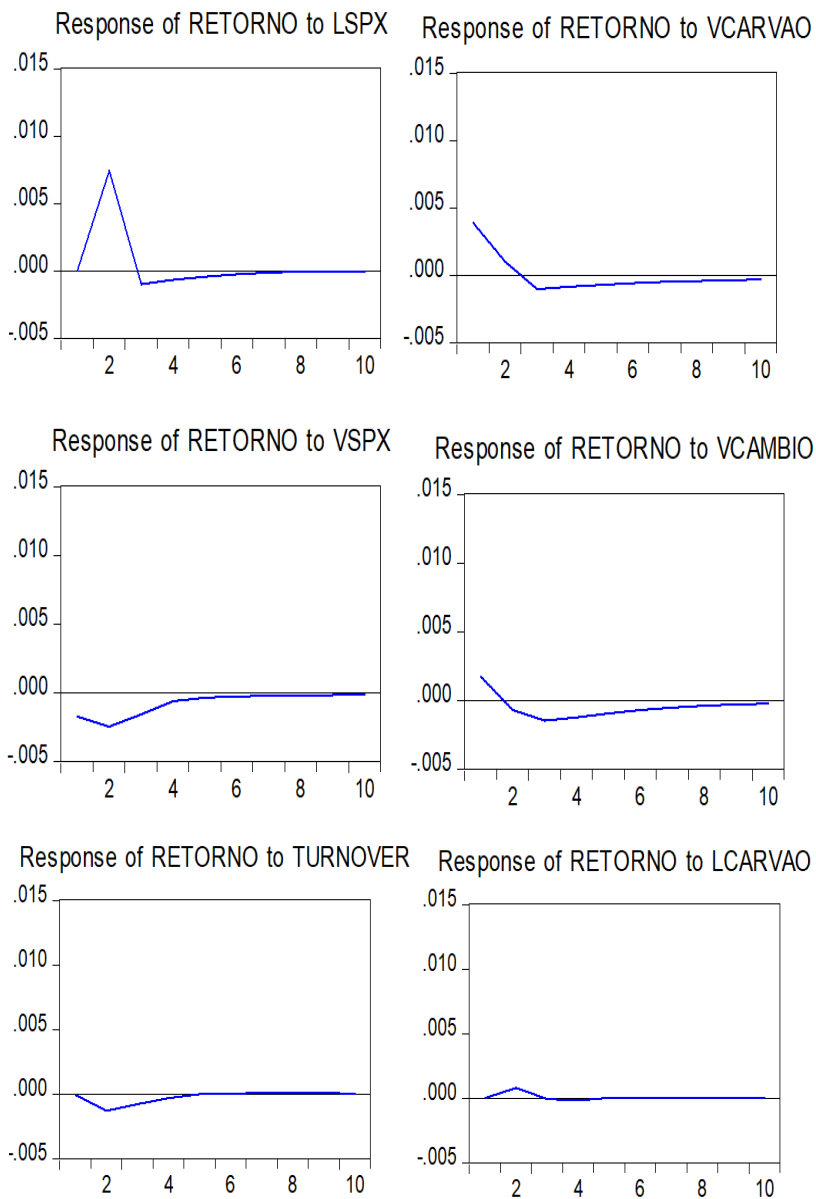 Response of RETORNO to LSPX
.015
.010
.005
.000
-.005
2 4 6 8 10
Response of RETORNO to VCARVAO
.015
.010
.005
.000
-.005
2 4 6 8 10
Response of RETORNO to VSPX
.015
.010
.005
.000
-.005
2 4 6 8 10
Response of RETORNO to VCAMBIO
.015
.010
.005
.000
-.005
2 4 6 8 10
Response of RETORNO to TURNOVER
.015
.010
.005
.000
-.005
2 4 6 8 10
Response of RETORNO to LCARVAO
.015
.010
.005
.000
-.005
2 4 6 8 10